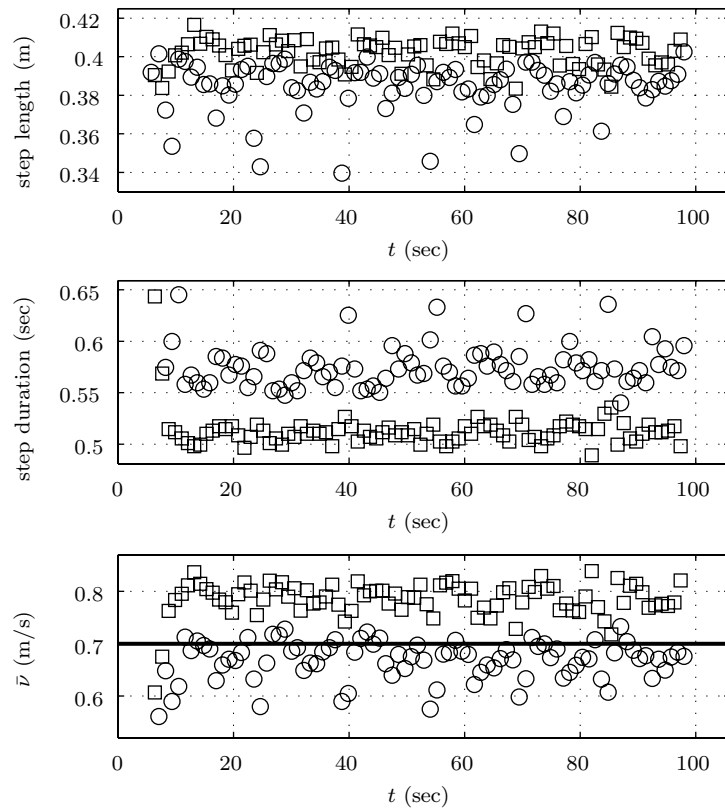 0.42
0.4
0.38
0.36
0.34
step length (m)
0 20 40 60 80 100
t (sec)
0.65
0.6
0.55
0.5
step duration (sec)
0 20 40 60 80 100
t (sec)
0.8
0.7
0.6
ν̄ (m/s)
0 20 40 60 80 100
t (sec)